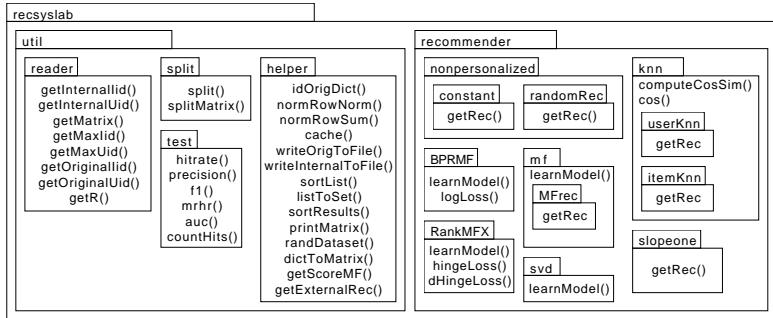 recsyslab
util
reader
getInternalIid()
getInternalUid()
getMatrix()
getMaxIid()
getMaxUid()
getOriginalIid()
getOriginalUid()
getR()
split
split()
splitMatrix()
test
hitrate()
precision()
f1()
mrhr()
auc()
countHits()
helper
idOrigDict()
normRowNorm()
normRowSum()
cache()
writeOrigToFile()
writeInternalToFile()
sortList()
listToSet()
sortResults()
printMatrix()
randDataset()
dictToMatrix()
getScoreMF()
getExternalRec()
recommender
nonpersonalized
constant
getRec()
randomRec
getRec()
BPRMF
learnModel()
logLoss()
RankMFX
learnModel()
hingeLoss()
dHingeLoss()
mf
learnModel()
MFrec
getRec
svd
learnModel()
knn
computeCosSim()
cos()
userKnn
getRec
itemKnn
getRec
slopeone
getRec()